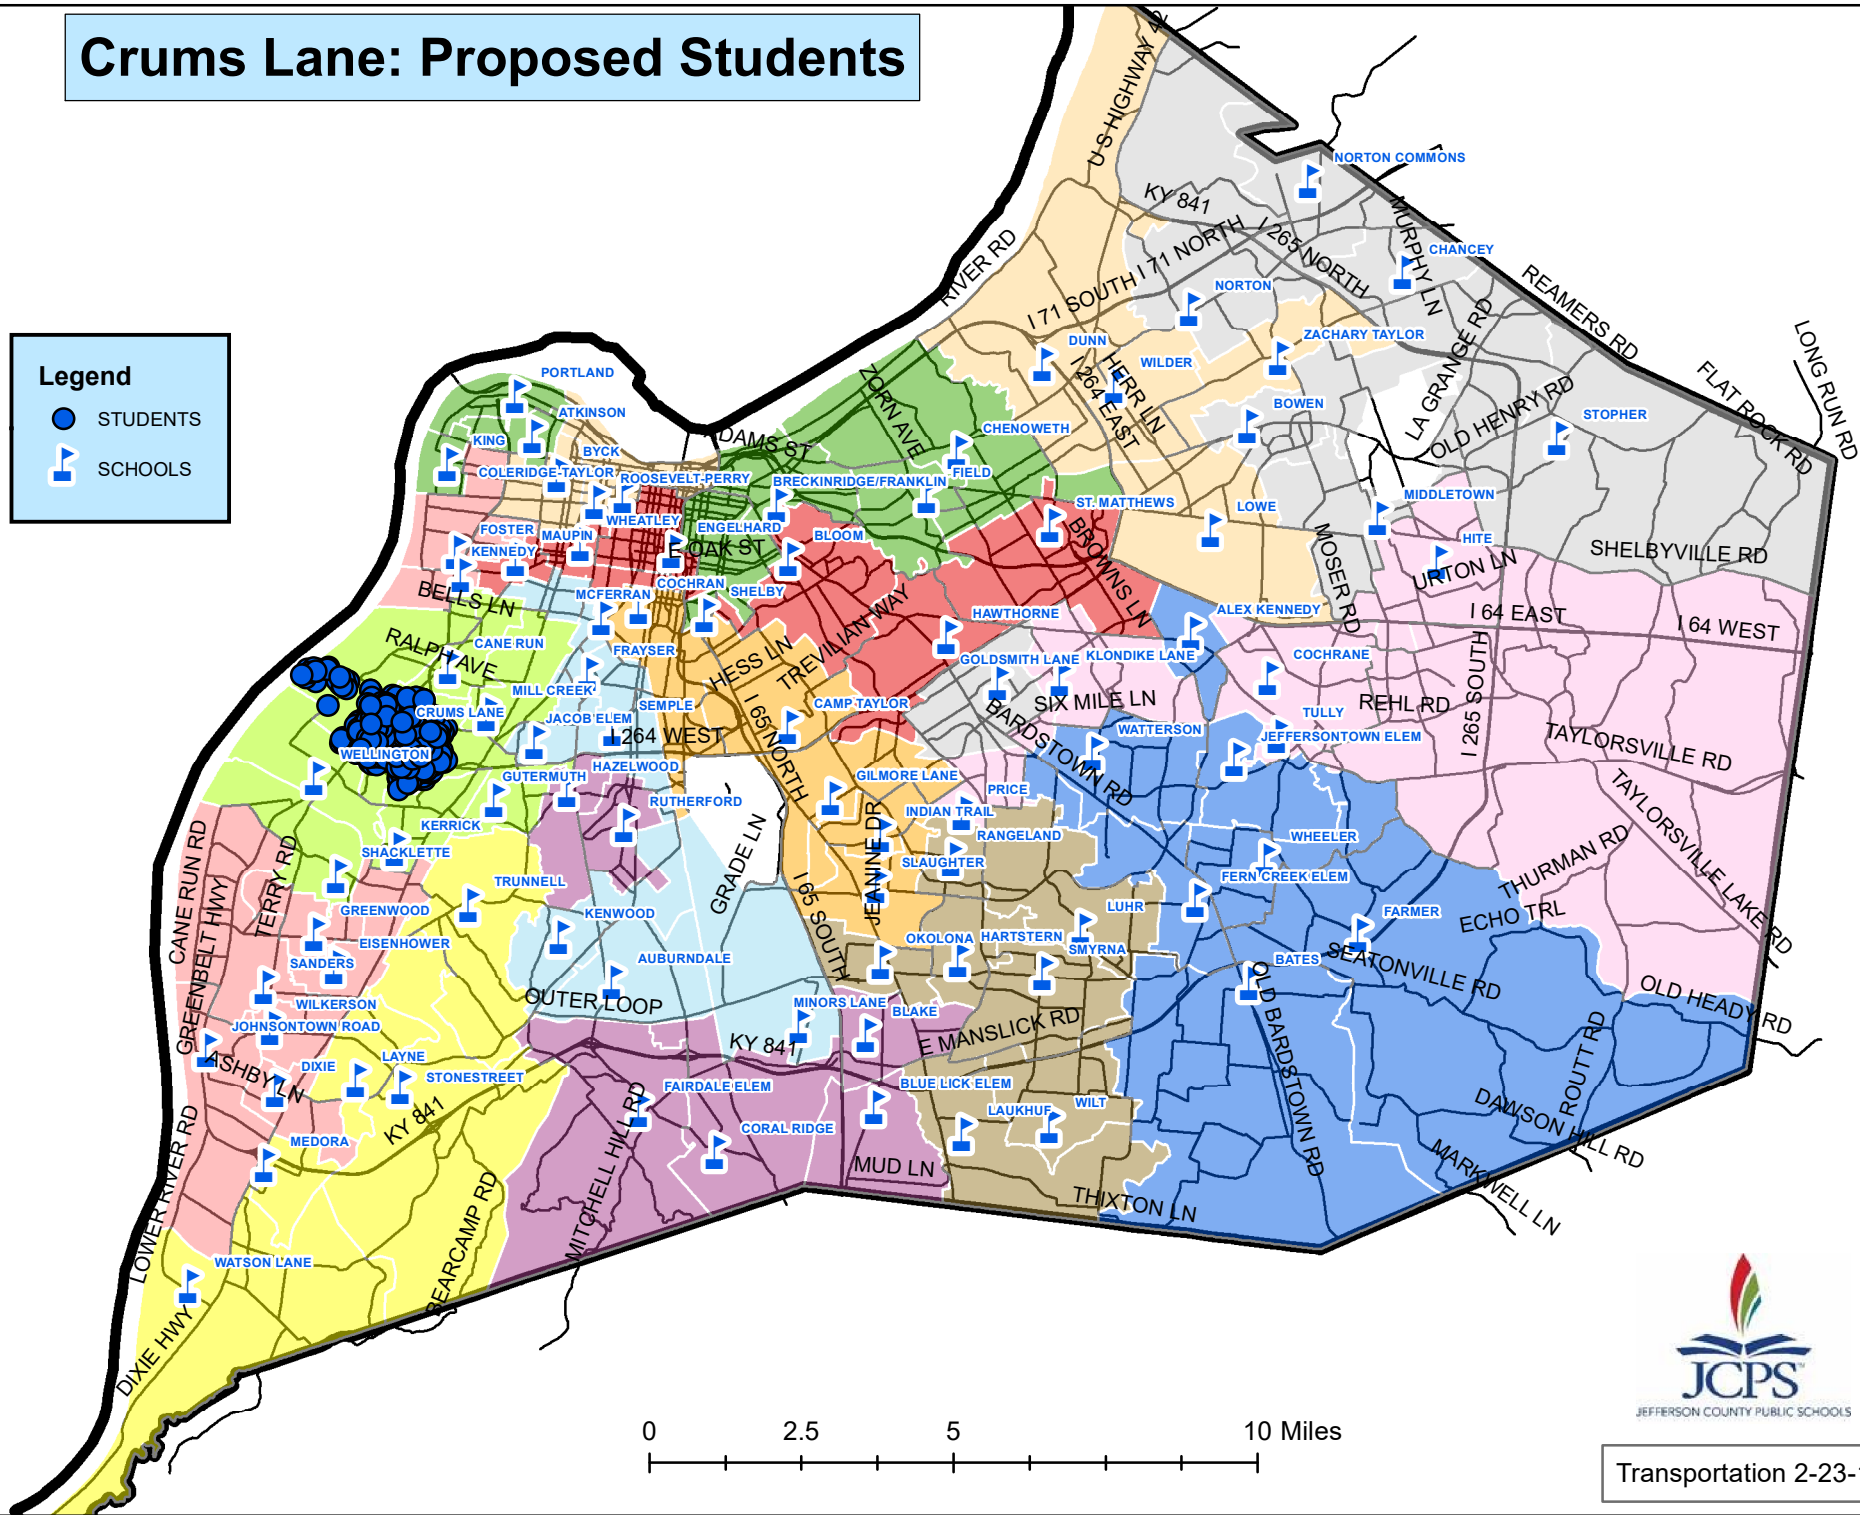 Crums Lane: Proposed Students
Legend
STUDENTS
SCHOOLS
U S HIGHWAY 42
NORTON COMMONS
KY 841
I 71 NORTH
I 265 NORTH
MURPHY LN
CHANCEY
RIVER RD
I 71 SOUTH
NORTON
REAMERS RD
LONG RUN RD
DUNN
WILDER
ZACHARY TAYLOR
HERR LN
I 264 EAST
LA GRANGE RD
FLAT ROCK RD
PORTLAND
ATKINSON
ZORN AVE
BOWEN
OLD HENRY RD
STOPHER
KING
BYCK
ADAMS ST
CHENOWETH
COLERIDGE-TAYLOR
ROOSEVELT-PERRY
BRECKINRIDGE/FRANKLIN
FIELD
ST. MATTHEWS
LOWE
MIDDLETOWN
FOSTER
MAUPIN
WHEATLEY
ENGELHARD
BLOOM
BROWNS LN
MOSER RD
HITE
SHELBYVILLE RD
KENNEDY
E OAK ST
URTON LN
BELLS LN
MCFERRAN
COCHRAN
SHELBY
HAWTHORNE
ALEX KENNEDY
I 64 EAST
I 64 WEST
RALPH AVE
CANE RUN
FRAYSER
HESS LN
TREVILIAN WAY
GOLDSMITH LANE
KLONDIKE LANE
COCHRANE
MILL CREEK
SEMPLE
CAMP TAYLOR
SIX MILE LN
REHL RD
I 265 SOUTH
CRUMS LANE
JACOB ELEM
I 264 WEST
I 65 NORTH
BARDSTOWN RD
WATTERSON
TULLY
JEFFERSONTOWN ELEM
TAYLORSVILLE RD
WELLINGTON
GUTERMUTH
HAZELWOOD
GILMORE LANE
PRICE
TAYLORSVILLE LAKE RD
RUTHERFORD
INDIAN TRAIL
RANGELAND
KERRICK
SHACKLETTE
GRADE LN
JEANINE DR
SLAUGHTER
WHEELER
THURMAN RD
CANE RUN RD
TERRY RD
TRUNNELL
FERN CREEK ELEM
GREENBELT HWY
GREENWOOD
KENWOOD
I 65 SOUTH
LUHR
FARMER
ECHO TRL
EISENHOWER
OKOLONA
HARTSTERN
SMYRNA
SANDERS
AUBURNDALE
BATES
SEATONVILLE RD
WILKERSON
OUTER LOOP
MINORS LANE
BLAKE
OLD HEADY RD
JOHNSONTOWN ROAD
KY 841
E MANSLICK RD
OLD BARDSTOWN RD
ROUTT RD
ASHBY LN
DIXIE
LAYNE
STONESTREET
FAIRDALE ELEM
BLUE LICK ELEM
LAUKHUF
WILT
DAWSON HILL RD
LOWER RIVER RD
MEDORA
KY 841
MITCHELL HILL RD
CORAL RIDGE
MUD LN
MARKWELL LN
BEARCAMP RD
THIXTON LN
WATSON LANE
DIXIE HWY
JCPS
JEFFERSON COUNTY PUBLIC SCHOOLS
0 2.5 5 10 Miles
Transportation 2-23-